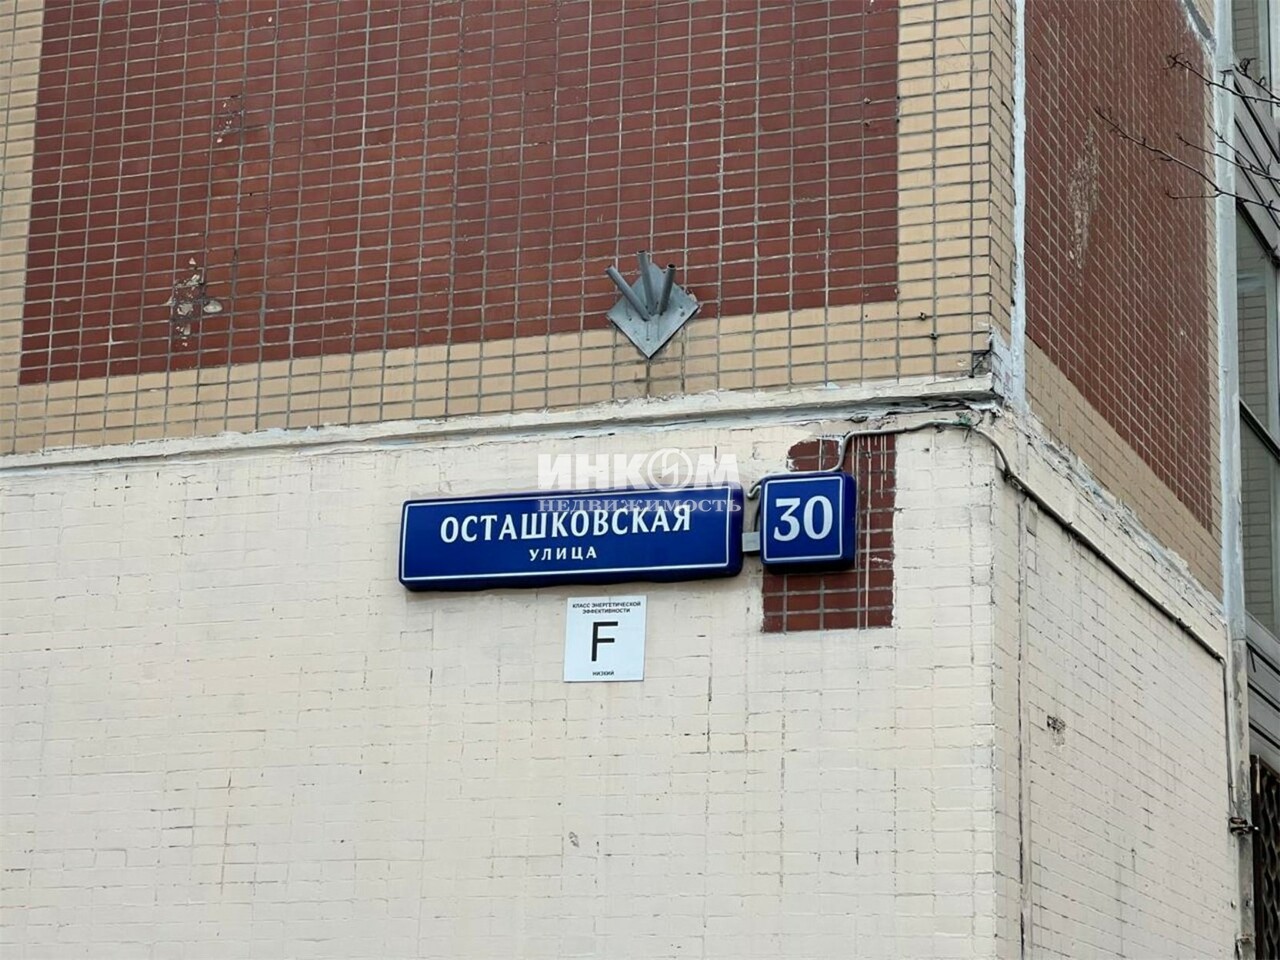 ИНКОМ
НЕДВИЖИМОСТЬ
ОСТАШКОВСКАЯ
УЛИЦА
30
КЛАСС ЭНЕРГЕТИЧЕСКОЙ
ЭФФЕКТИВНОСТИ
F
НИЗКИЙ